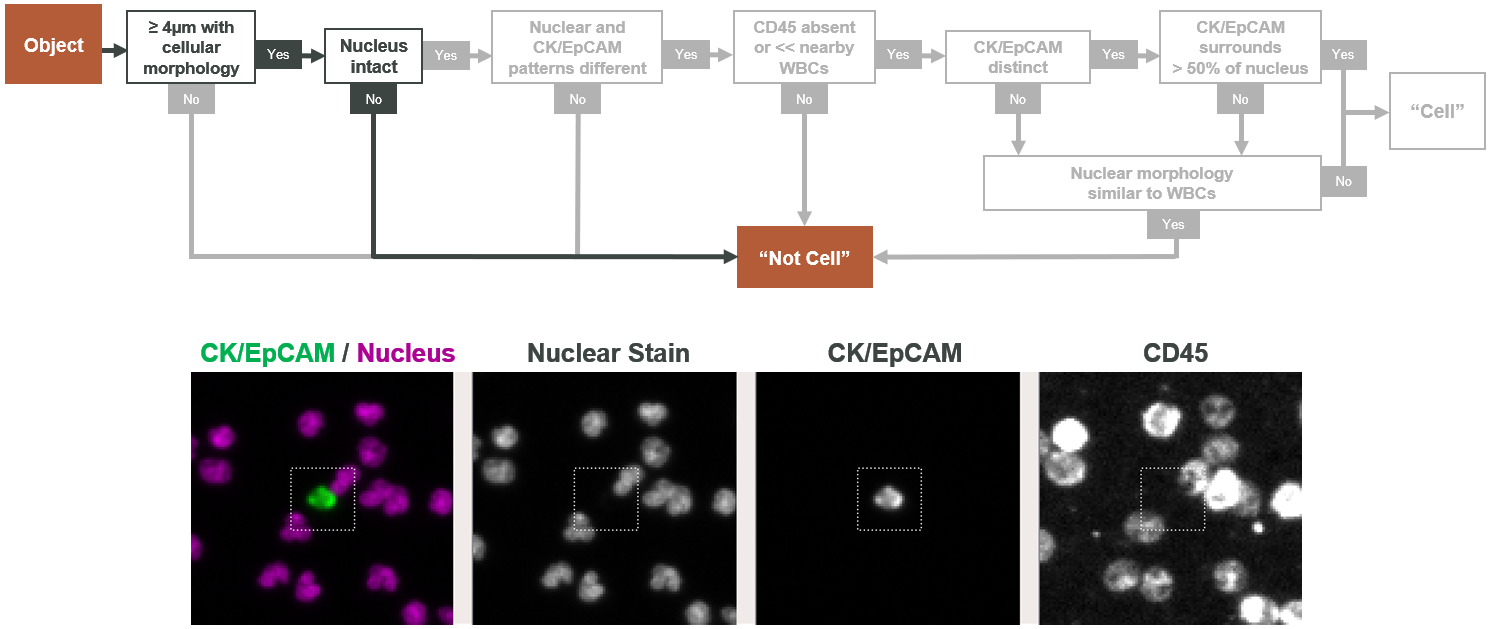 Object
≥ 4µm with
cellular
morphology
Yes
No
Nucleus
intact
Yes
No
Nuclear and
CK/EpCAM
patterns different
Yes
No
CD45 absent
or << nearby
WBCs
Yes
No
CK/EpCAM
distinct
Yes
No
CK/EpCAM
surrounds
> 50% of nucleus
Yes
No
“Cell”
Nuclear morphology
similar to WBCs
No
Yes
“Not Cell”
CK/EpCAM / Nucleus
Nuclear Stain
CK/EpCAM
CD45